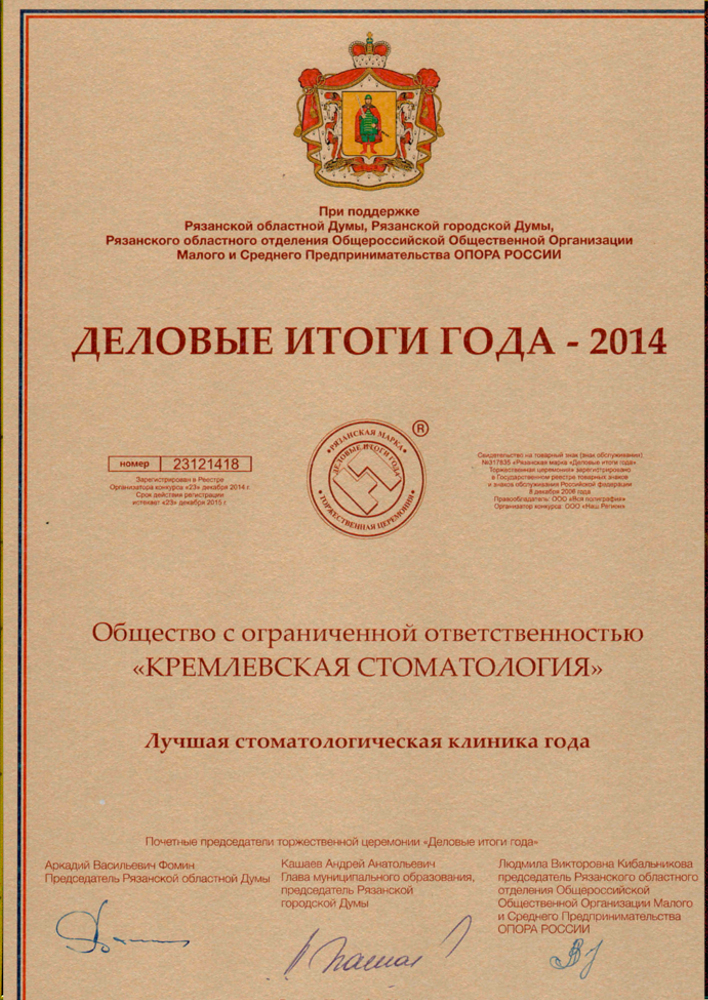 При поддержке
Рязанской областной Думы, Рязанской городской Думы,
Рязанского областного отделения Общероссийской Общественной Организации
Малого и Среднего Предпринимательства ОПОРА РОССИИ
ДЕЛОВЫЕ ИТОГИ ГОДА - 2014
номер 23121418
Зарегистрирован в Реестре
Организатора конкурса «23» декабря 2014 г.
Срок действия регистрации
истекает «23» декабря 2015 г.
РЯЗАНСКАЯ МАРКА
ДЕЛОВЫЕ ИТОГИ ГОДА
ТОРЖЕСТВЕННАЯ ЦЕРЕМОНИЯ
®
Свидетельство на товарный знак (знак обслуживания)
№317835 «Рязанская марка «Деловые итоги года»
Торжественная церемония» зарегистрировано
в Государственном реестре товарных знаков
и знаков обслуживания Российской федерации
8 декабря 2006 года
Правообладатель: ООО «Вся полиграфия»
Организатор конкурса: ООО «Наш Регион»
Общество с ограниченной ответственностью
«КРЕМЛЕВСКАЯ СТОМАТОЛОГИЯ»
Лучшая стоматологическая клиника года
Почетные председатели торжественной церемонии «Деловые итоги года»
Аркадий Васильевич Фомин
Председатель Рязанской областной Думы
Кашаев Андрей Анатольевич
Глава муниципального образования,
председатель Рязанской
городской Думы
Людмила Викторовна Кибальникова
председатель Рязанского областного
отделения Общероссийской
Общественной Организации Малого
и Среднего Предпринимательства
ОПОРА РОССИИ